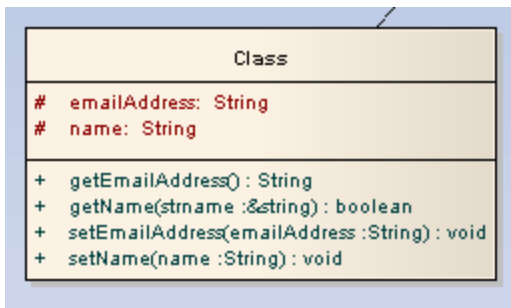 Class
# emailAddress: String
# name: String
+ getEmailAddress() : String
+ getName(strname :&string) : boolean
+ setEmailAddress(emailAddress :String) : void
+ setName(name :String) : void